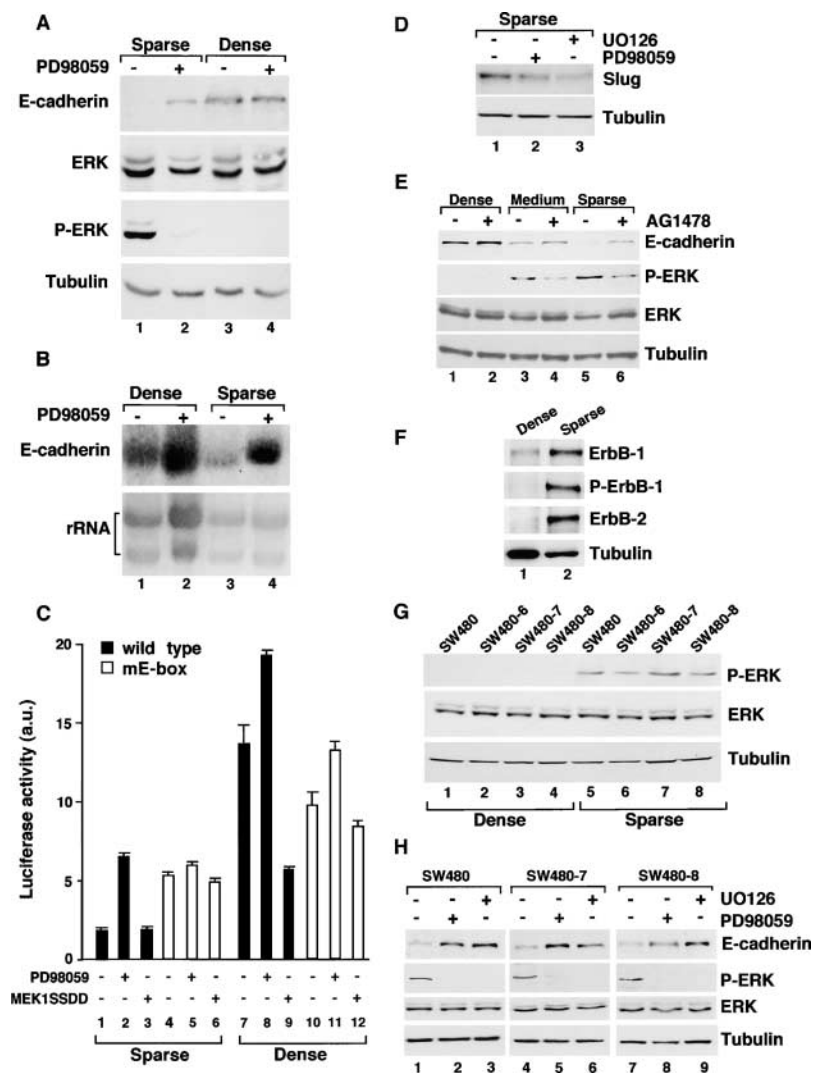 A
Sparse Dense
PD98059 - + - +
E-cadherin
ERK
P-ERK
Tubulin
1 2 3 4
B
Dense Sparse
PD98059 - + - +
E-cadherin
rRNA
1 2 3 4
C
wild type
mE-box
Luciferase activity (a.u.)
20
15
10
5
0
PD98059 - + - - + - - + - - + -
MEK1SSDD - - + - - + - - + - - +
1 2 3 4 5 6 7 8 9 10 11 12
Sparse Dense
D
Sparse
- - + UO126
- + - PD98059
Slug
Tubulin
1 2 3
E
Dense Medium Sparse
- + - + - + AG1478
E-cadherin
P-ERK
ERK
Tubulin
1 2 3 4 5 6
F
Dense Sparse
ErbB-1
P-ErbB-1
ErbB-2
Tubulin
1 2
G
SW480 SW480-6 SW480-7 SW480-8 SW480 SW480-6 SW480-7 SW480-8
P-ERK
ERK
Tubulin
1 2 3 4 5 6 7 8
Dense Sparse
H
SW480 SW480-7 SW480-8
- - + - - + - - + UO126
- + - - + - - + - PD98059
E-cadherin
P-ERK
ERK
Tubulin
1 2 3 4 5 6 7 8 9